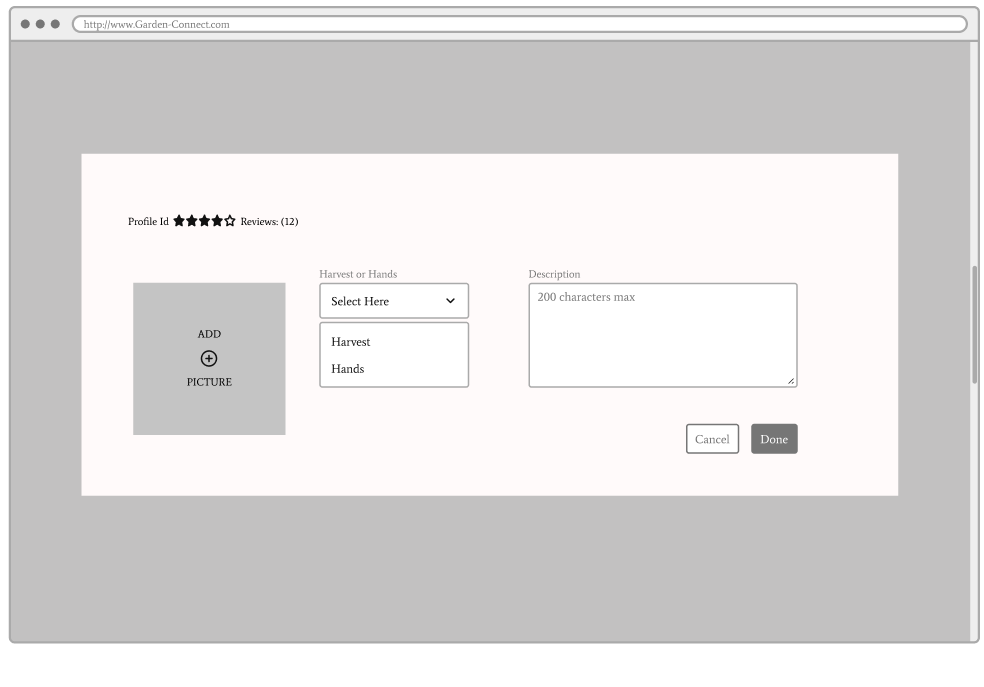 http://www.Garden-Connect.com
Profile Id Reviews: (12)
Harvest or Hands
Select Here
Harvest
Hands
Description
200 characters max
ADD
PICTURE
Cancel
Done